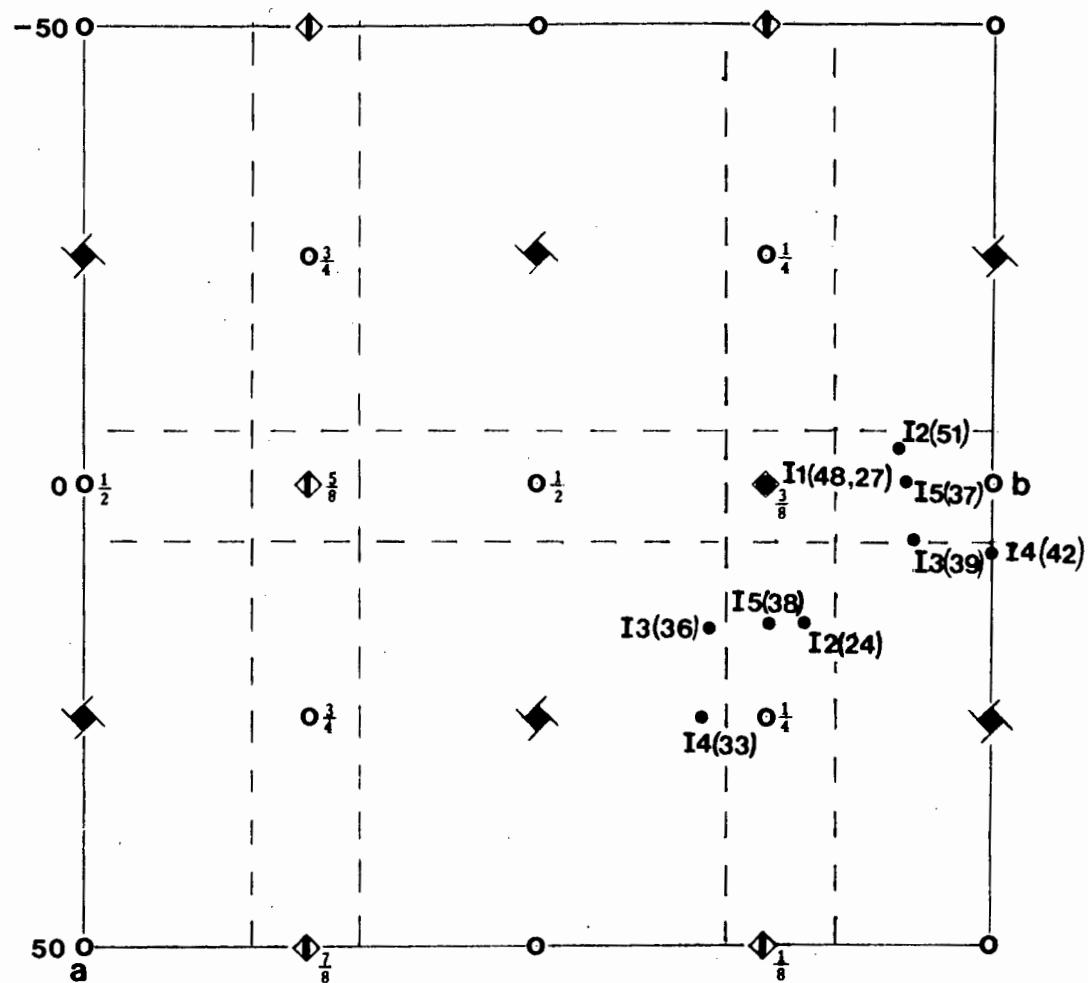 -50
3/4
1/4
I2(51)
0
1/2
5/8
1/2
I1(48,27)
3/8
I5(37)
b
I3(39)
I4(42)
I3(36)
I5(38)
I2(24)
3/4
I4(33)
1/4
50
a
7/8
1/8